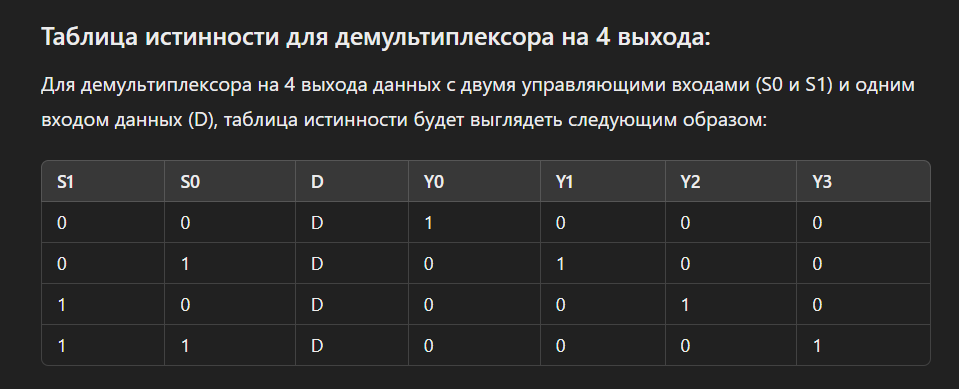 Таблица истинности для демультиплексора на 4 выхода:
Для демультиплексора на 4 выхода данных с двумя управляющими входами (S0 и S1) и одним
входом данных (D), таблица истинности будет выглядеть следующим образом:
S1 S0 D Y0 Y1 Y2 Y3
0 0 D 1 0 0 0
0 1 D 0 1 0 0
1 0 D 0 0 1 0
1 1 D 0 0 0 1